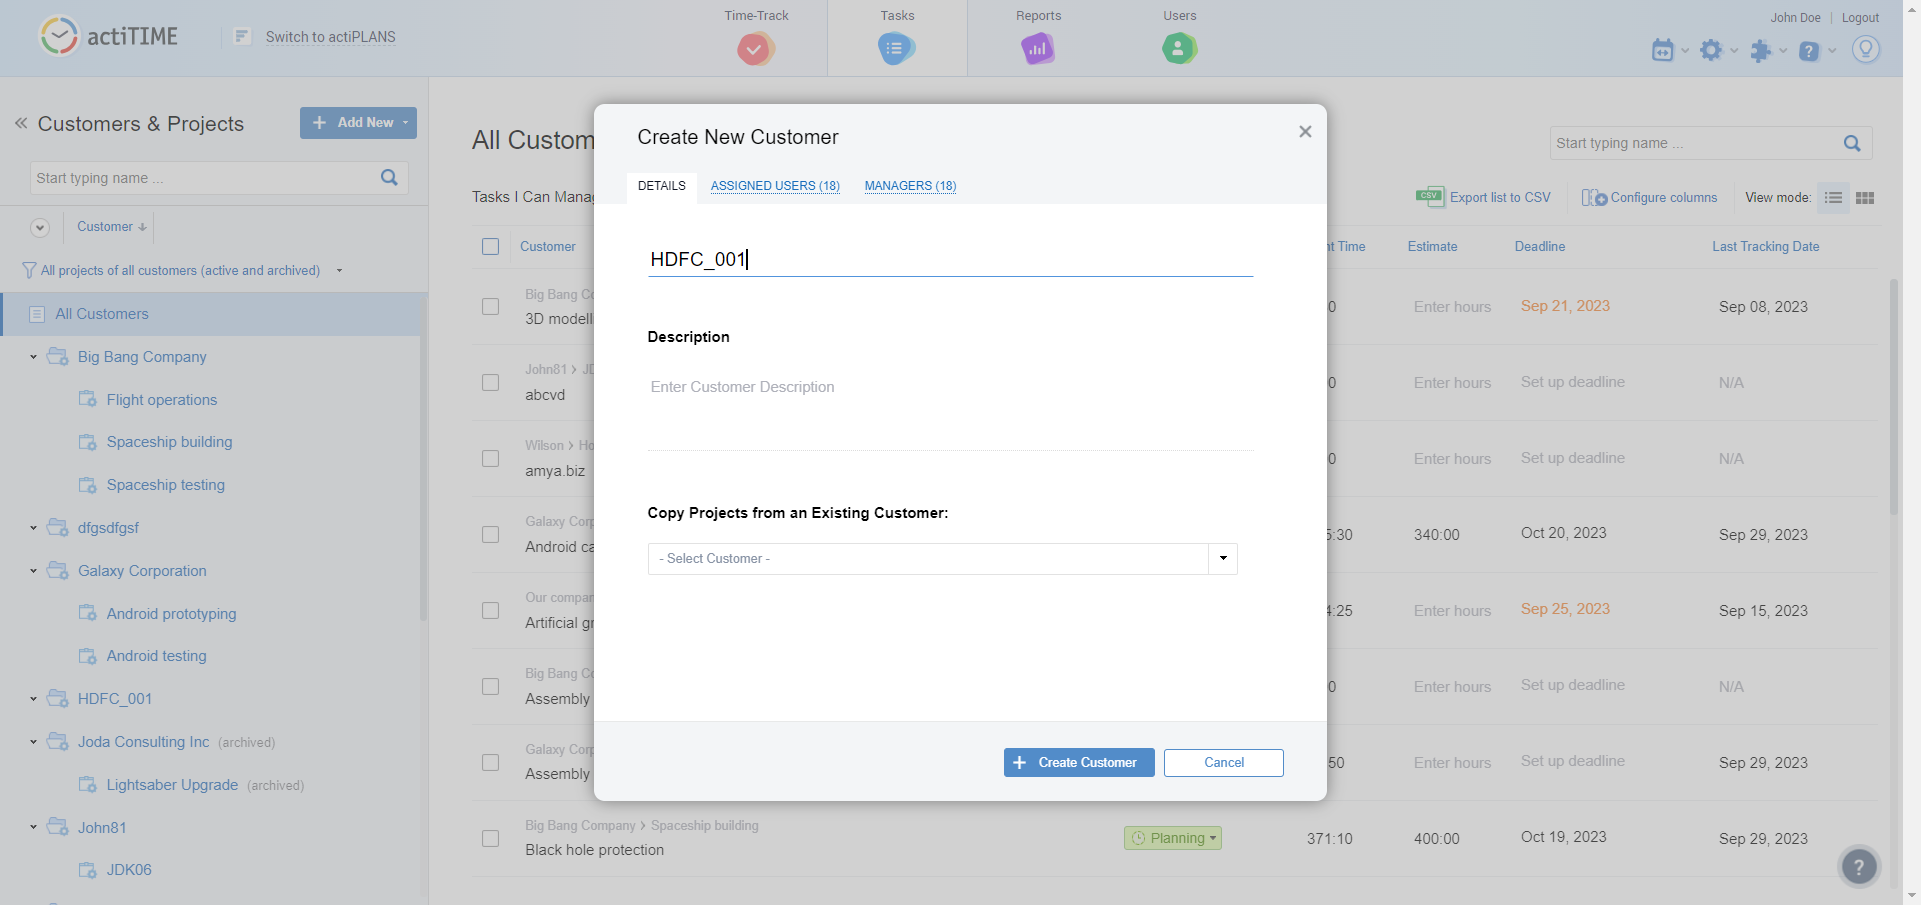 actiTIME
Switch to actiPLANS
Time-Track
Tasks
Reports
Users
John Doe
Logout
Customers & Projects
Add New
Start typing name ...
Customer
All projects of all customers (active and archived)
All Customers
Big Bang Company
Flight operations
Spaceship building
Spaceship testing
dfgsdfgsf
Galaxy Corporation
Android prototyping
Android testing
HDFC_001
Joda Consulting Inc (archived)
Lightsaber Upgrade (archived)
John81
JDK06
All Custom
Start typing name ...
Tasks I Can Manag
CSV Export list to CSV
Configure columns
View mode:
Customer
nt Time
Estimate
Deadline
Last Tracking Date
Big Bang Co
3D modell
0
Enter hours
Sep 21, 2023
Sep 08, 2023
John81 > JD
abcvd
0
Enter hours
Set up deadline
N/A
Wilson > Ho
amya.biz
0
Enter hours
Set up deadline
N/A
Galaxy Corp
Android ca
5:30
340:00
Oct 20, 2023
Sep 29, 2023
Our compan
Artificial gr
4:25
Enter hours
Sep 25, 2023
Sep 15, 2023
Big Bang Co
Assembly
0
Enter hours
Set up deadline
N/A
Galaxy Corp
Assembly
50
Enter hours
Set up deadline
Sep 29, 2023
Big Bang Company > Spaceship building
Black hole protection
Planning
371:10
400:00
Oct 19, 2023
Sep 29, 2023
Create New Customer
DETAILS
ASSIGNED USERS (18)
MANAGERS (18)
HDFC_001
Description
Enter Customer Description
Copy Projects from an Existing Customer:
- Select Customer -
Create Customer
Cancel
?